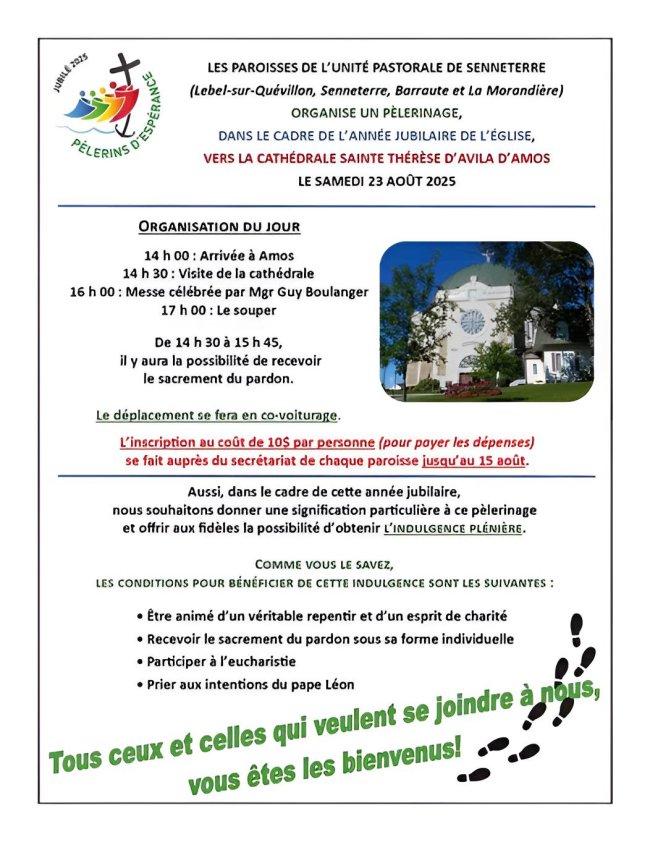 JUBILÉ 2025
PÈLERINS D'ESPÉRANCE
LES PAROISSES DE L'UNITÉ PASTORALE DE SENNETERRE
(Lebel-sur-Quévillon, Senneterre, Barraute et La Morandière)
ORGANISE UN PÈLERINAGE,
DANS LE CADRE DE L'ANNÉE JUBILAIRE DE L'ÉGLISE,
VERS LA CATHÉDRALE SAINTE THÉRÈSE D'AVILA D'AMOS
LE SAMEDI 23 AOÛT 2025
ORGANISATION DU JOUR
14 h 00 : Arrivée à Amos
14 h 30 : Visite de la cathédrale
16 h 00 : Messe célébrée par Mgr Guy Boulanger
17 h 00 : Le souper
De 14 h 30 à 15 h 45,
il y aura la possibilité de recevoir
le sacrement du pardon.
Le déplacement se fera en co-voiturage.
L'inscription au coût de 10$ par personne (pour payer les dépenses)
se fait auprès du secrétariat de chaque paroisse jusqu'au 15 août.
Aussi, dans le cadre de cette année jubilaire,
nous souhaitons donner une signification particulière à ce pèlerinage
et offrir aux fidèles la possibilité d'obtenir L'INDULGENCE PLÉNIÈRE.
COMME VOUS LE SAVEZ,
LES CONDITIONS POUR BÉNÉFICIER DE CETTE INDULGENCE SONT LES SUIVANTES :
• Être animé d'un véritable repentir et d'un esprit de charité
• Recevoir le sacrement du pardon sous sa forme individuelle
• Participer à l'eucharistie
• Prier aux intentions du pape Léon
Tous ceux et celles qui veulent se joindre à nous,
vous êtes les bienvenus!